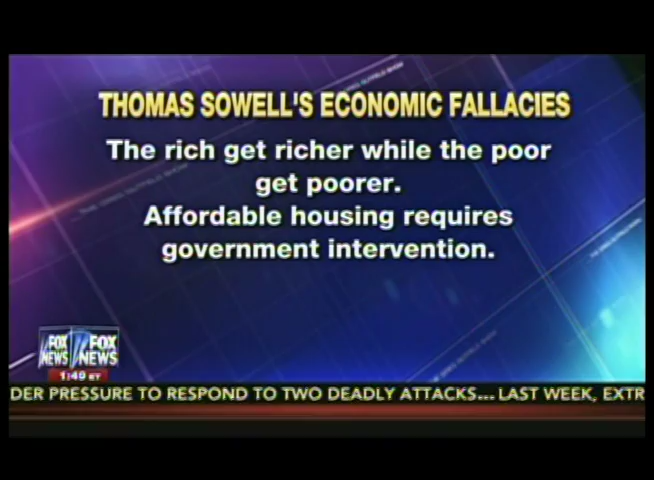 THOMAS SOWELL'S ECONOMIC FALLACIES
The rich get richer while the poor
get poorer.
Affordable housing requires
government intervention.
FOX NEWS FOX NEWS
1:49 ET
DER PRESSURE TO RESPOND TO TWO DEADLY ATTACKS... LAST WEEK, EXTR